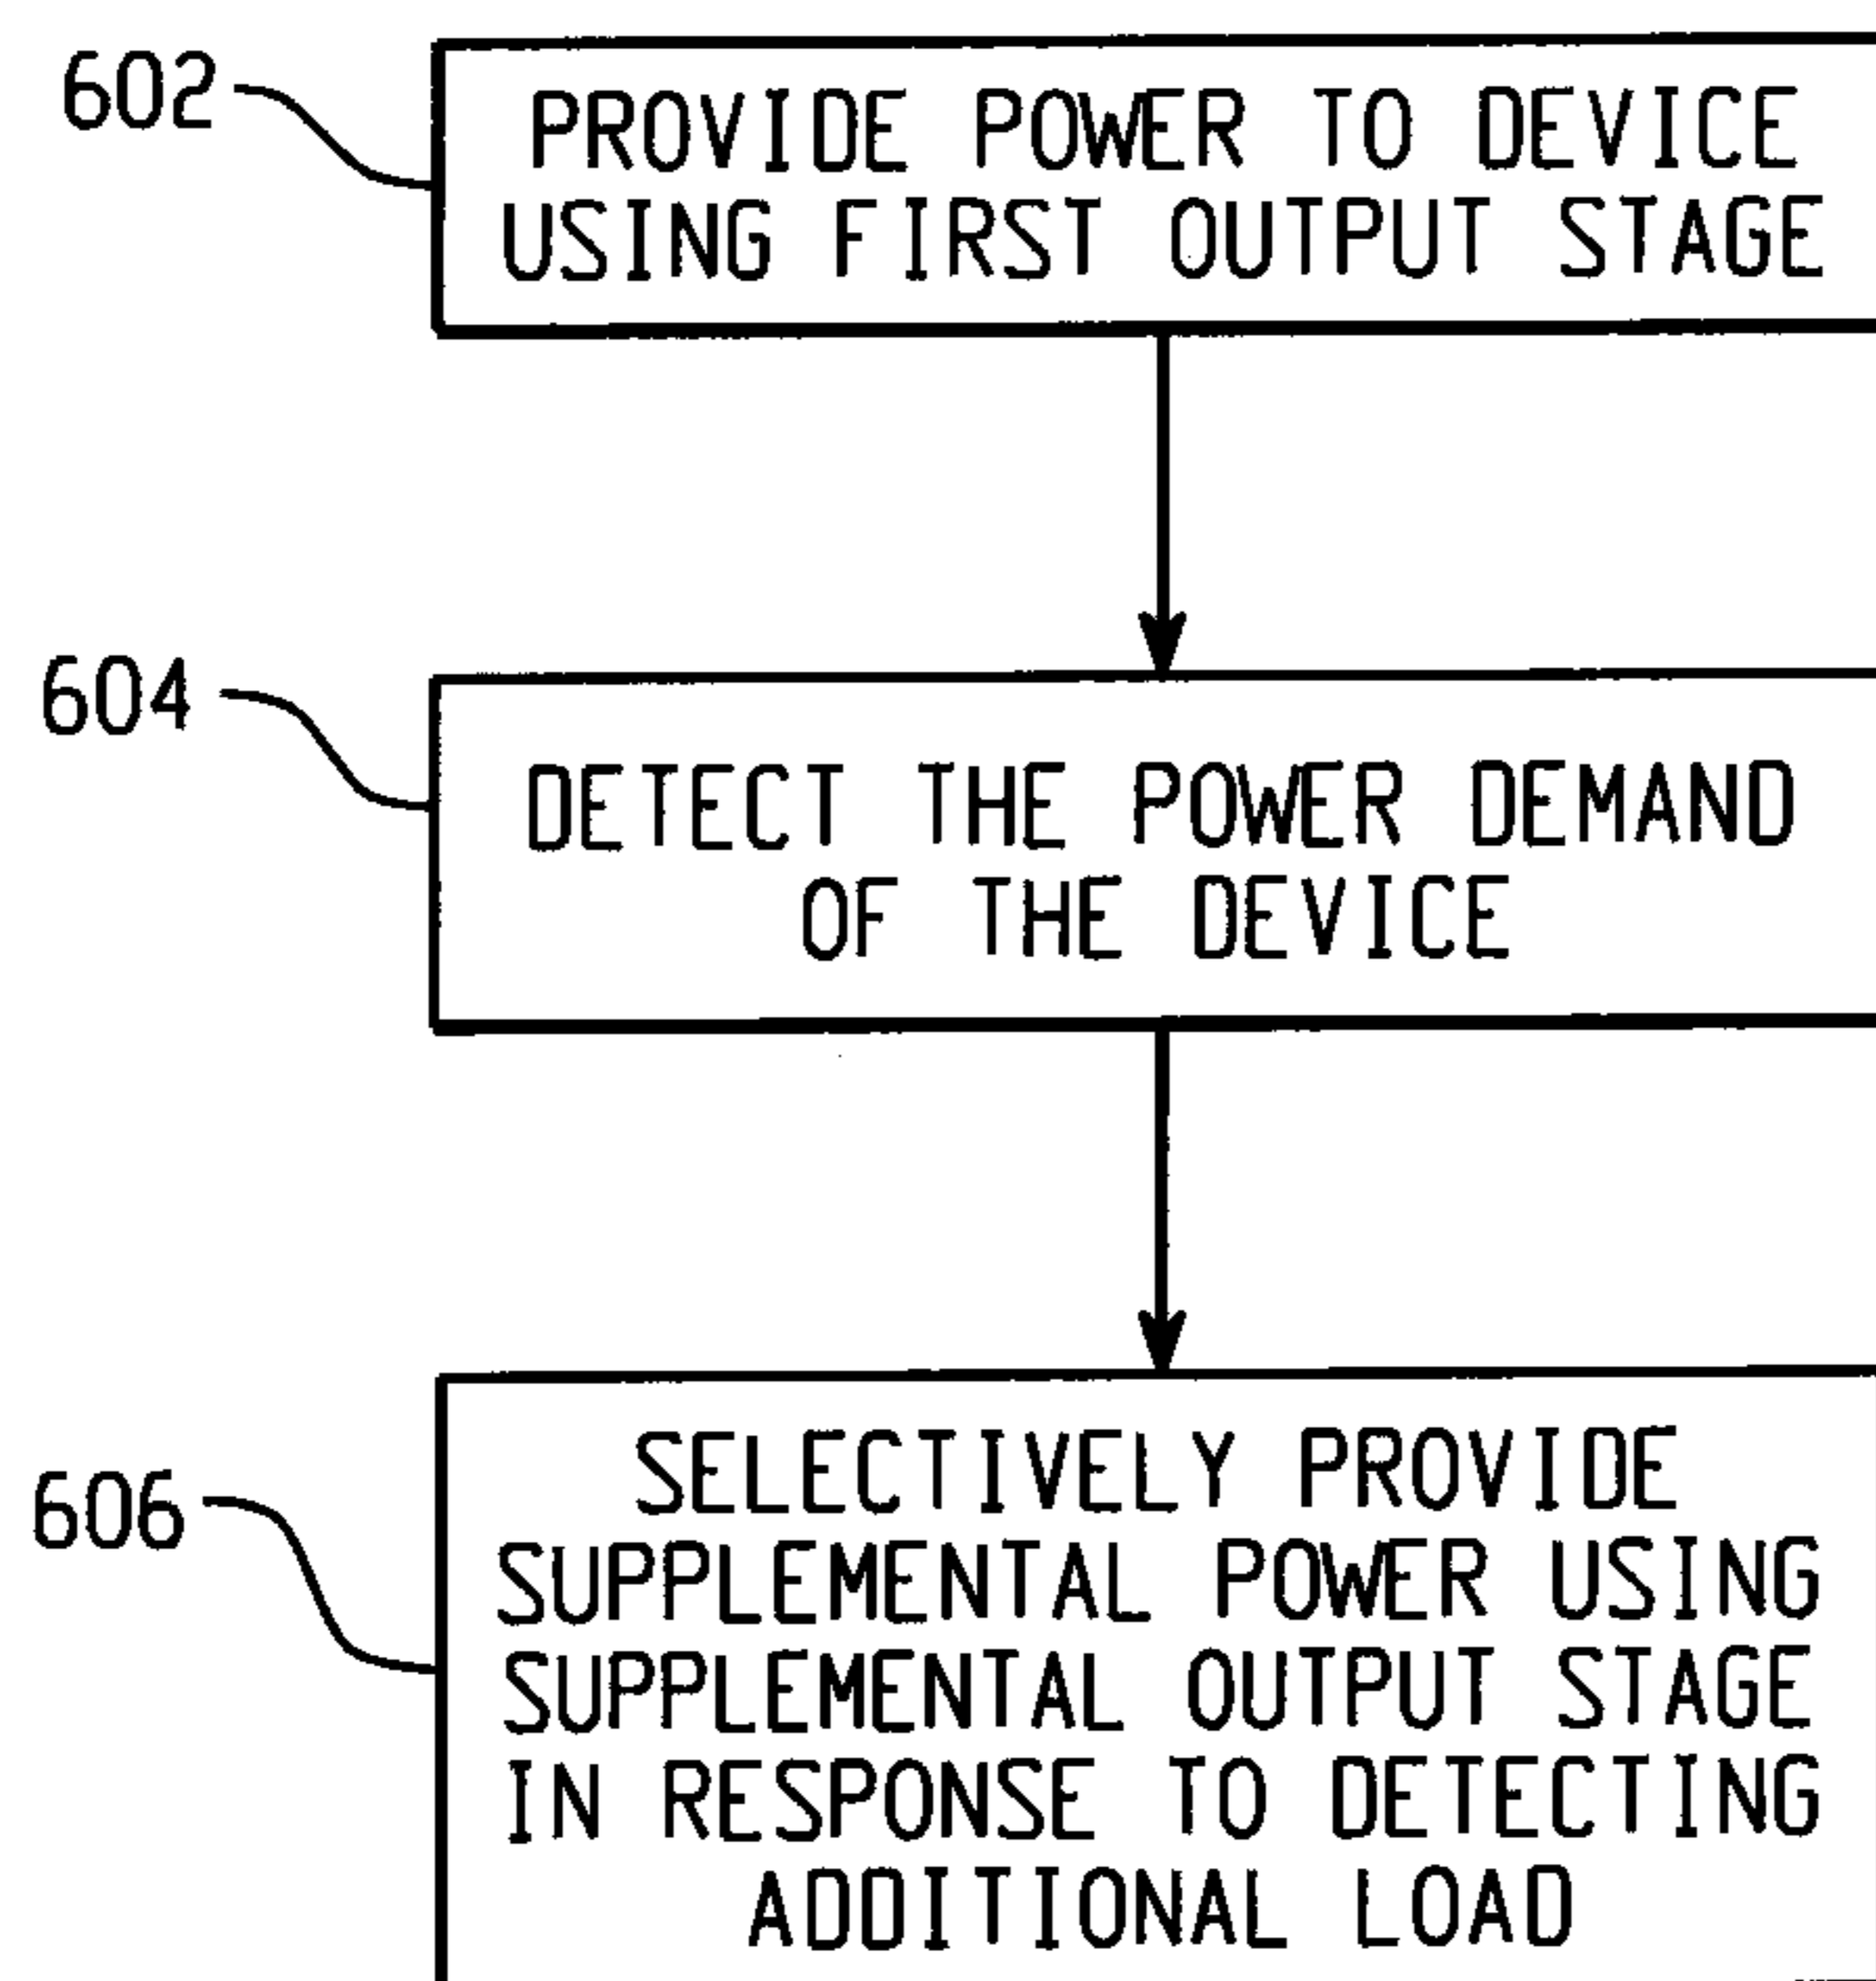 602
PROVIDE POWER TO DEVICE
USING FIRST OUTPUT STAGE
604
DETECT THE POWER DEMAND
OF THE DEVICE
606
SELECTIVELY PROVIDE
SUPPLEMENTAL POWER USING
SUPPLEMENTAL OUTPUT STAGE
IN RESPONSE TO DETECTING
ADDITIONAL LOAD